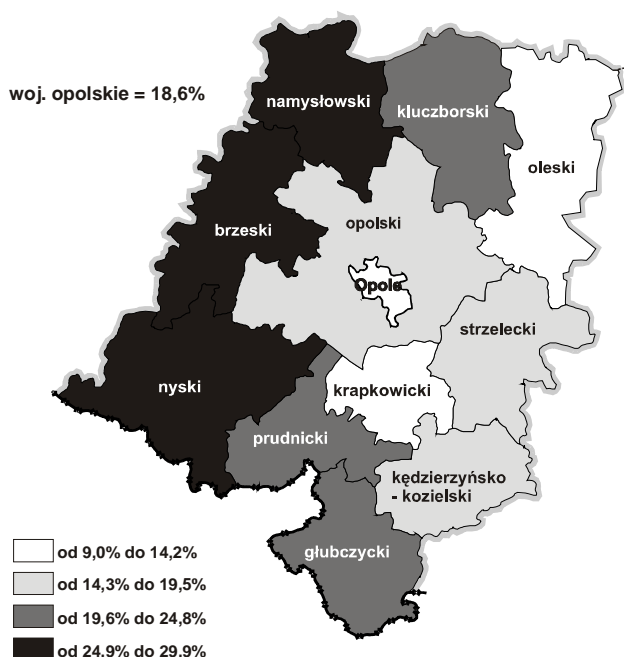 woj. opolskie = 18,6%
namysłowski
kluczborski
oleski
brzeski
opolski
Opole
strzelecki
nyski
krapkowicki
prudnicki
kędzierzyńsko
- kozielski
głubczycki
od 9,0% do 14,2%
od 14,3% do 19,5%
od 19,6% do 24,8%
od 24,9% do 29,9%